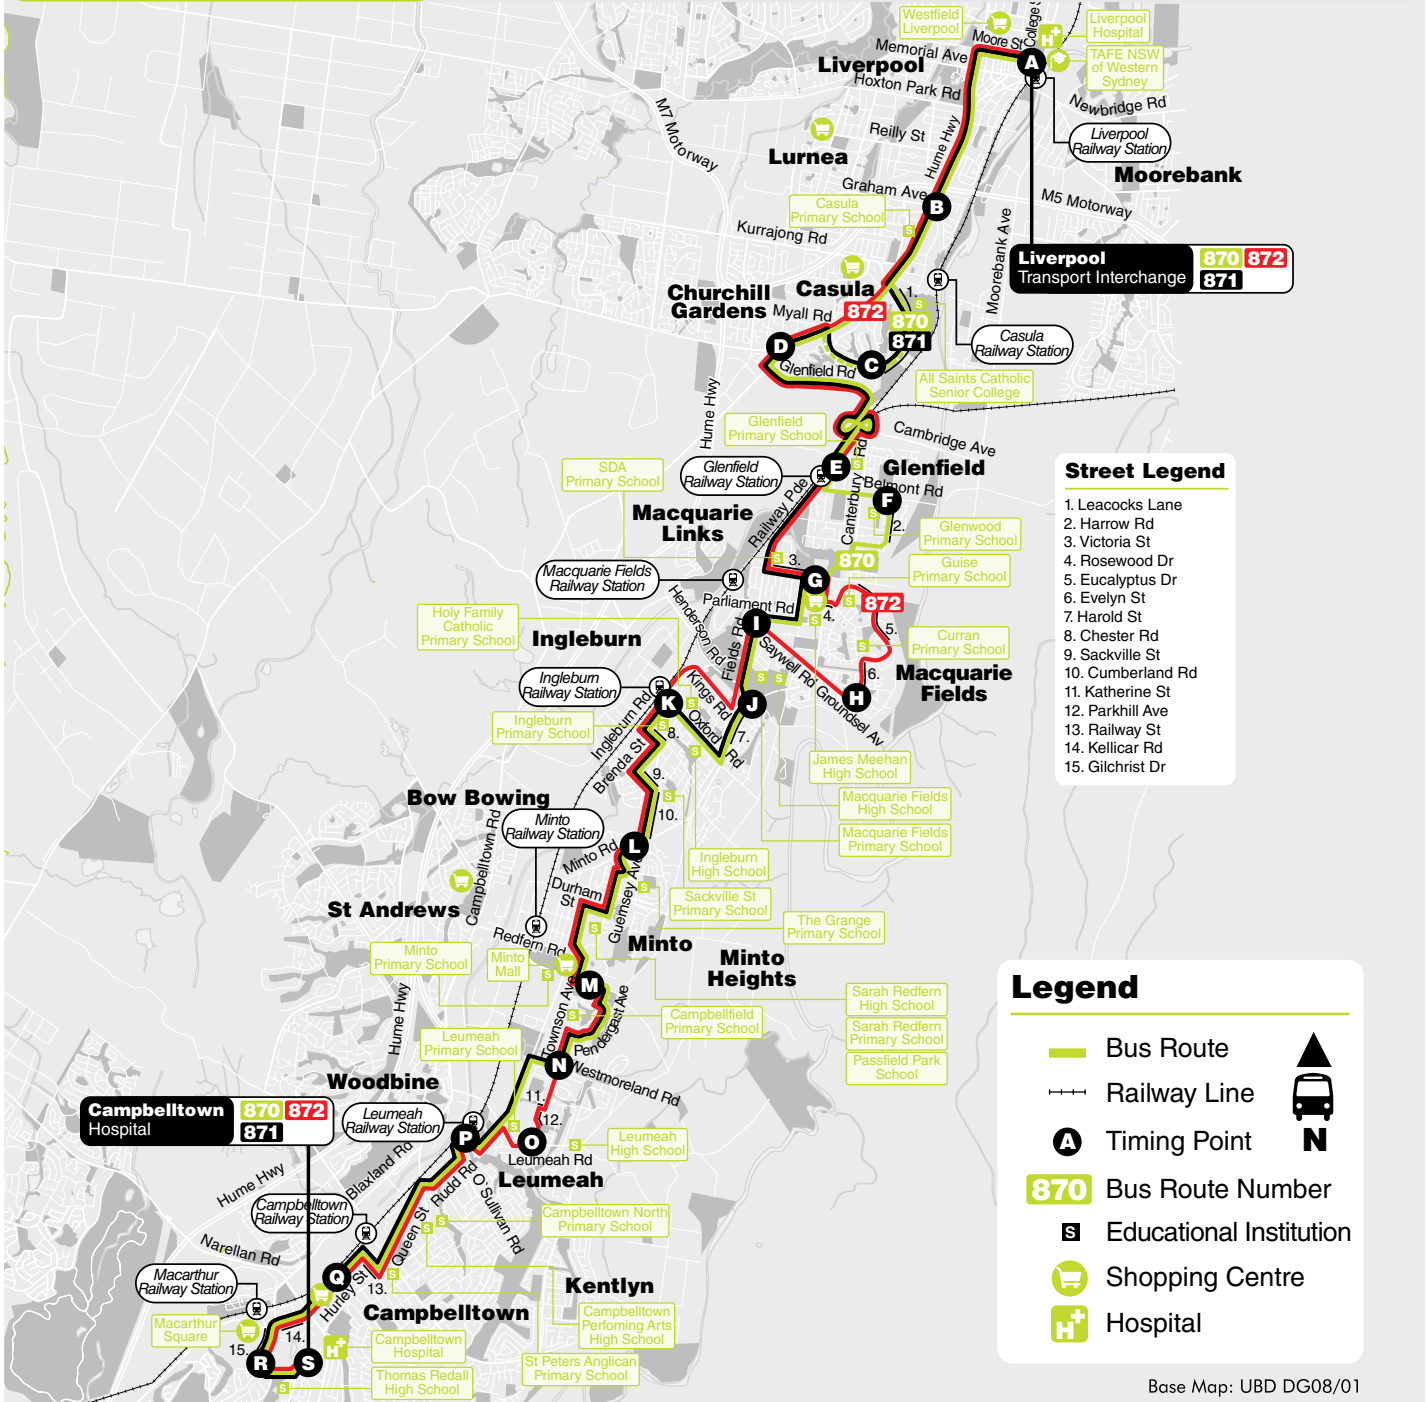 Westfield
Liverpool
Moore St
College S
Liverpool
Hospital
Memorial Ave
Liverpool
A
TAFE NSW
of Western
Sydney
Hoxton Park Rd
Newbridge Rd
M7 Motorway
Reilly St
Hume Hwy
Liverpool
Railway Station
Lurnea
Moorebank
Graham Ave
B
M5 Motorway
Casula
Primary School
Kurrajong Rd
Moorebank Ave
Liverpool
Transport Interchange
870 872
871
Churchill
Gardens
Casula
Myall Rd
872
1.
870
871
Casula
Railway Station
D
C
Glenfield Rd
All Saints Catholic
Senior College
Hume Hwy
Glenfield
Primary School
Cambridge Ave
SDA
Primary School
Glenfield
Railway Station
E
Glenfield
Belmont Rd
F
Canterbury Rd
Railway Pde
Macquarie
Links
2.
Glenwood
Primary School
3.
870
Guise
Primary School
Macquarie Fields
Railway Station
G
Parliament Rd
872
4.
5.
Henderson Rd
Holy Family
Catholic
Primary School
Ingleburn
I
Fields Rd
Saywell Rd
Curran
Primary School
Macquarie
Fields
6.
Ingleburn
Railway Station
K
Kings Rd
J
H
Groundsel Av
Ingleburn
Primary School
Ingleburn Rd
8.
Oxford Rd
7.
Brenda St
James Meehan
High School
9.
Macquarie Fields
High School
Bow Bowing
10.
Minto
Railway Station
Macquarie Fields
Primary School
Campbelltown Rd
Minto Rd
L
Ingleburn
High School
Durham
St
Guernsey Ave
Sackville St
Primary School
St Andrews
The Grange
Primary School
Redfern Rd
Minto
Minto
Primary School
Minto
Mall
Minto
Heights
M
Sarah Redfern
High School
Hume Hwy
Townson Ave
Pendergast Ave
Campbellfield
Primary School
Sarah Redfern
Primary School
Leumeah
Primary School
Passfield Park
School
N
Westmoreland Rd
Woodbine
11.
Campbelltown
Hospital
870 872
871
Leumeah
Railway Station
12.
P
O
Leumeah
High School
Leumeah Rd
Leumeah
Blaxland Rd
Hume Hwy
Rudd Rd
O'Sullivan Rd
Campbelltown
Railway Station
Queen St
Campbelltown North
Primary School
Narellan Rd
Macarthur
Railway Station
Q
Hurley St
13.
Kentlyn
Campbelltown
Campbelltown
Perfoming Arts
High School
Macarthur
Square
14.
15.
R
S
Campbelltown
Hospital
St Peters Anglican
Primary School
Thomas Redall
High School
Street Legend
1. Leacocks Lane
2. Harrow Rd
3. Victoria St
4. Rosewood Dr
5. Eucalyptus Dr
6. Evelyn St
7. Harold St
8. Chester Rd
9. Sackville St
10. Cumberland Rd
11. Katherine St
12. Parkhill Ave
13. Railway St
14. Kellicar Rd
15. Gilchrist Dr
Legend
Bus Route
Railway Line
A Timing Point
N
870 Bus Route Number
S Educational Institution
Shopping Centre
H Hospital
Base Map: UBD DG08/01